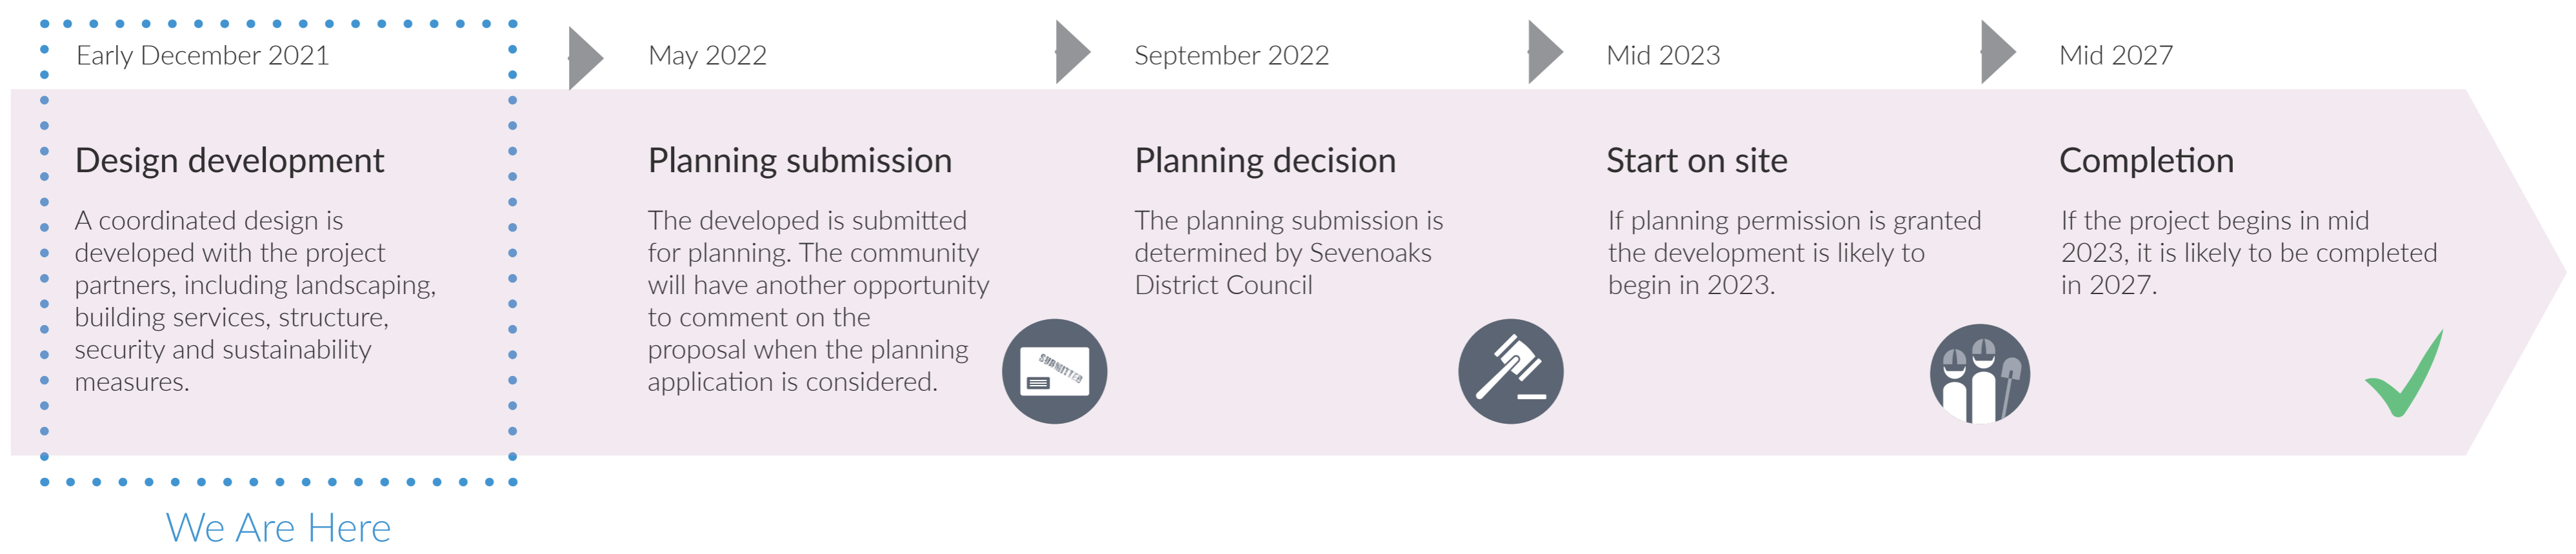 Early December 2021
May 2022
September 2022
Mid 2023
Mid 2027
Design development
A coordinated design is
developed with the project
partners, including landscaping,
building services, structure,
security and sustainability
measures.
Planning submission
The developed is submitted
for planning. The community
will have another opportunity
to comment on the
proposal when the planning
application is considered.
SUBMITTED
Planning decision
The planning submission is
determined by Sevenoaks
District Council
Start on site
If planning permission is granted
the development is likely to
begin in 2023.
Completion
If the project begins in mid
2023, it is likely to be completed
in 2027.
We Are Here